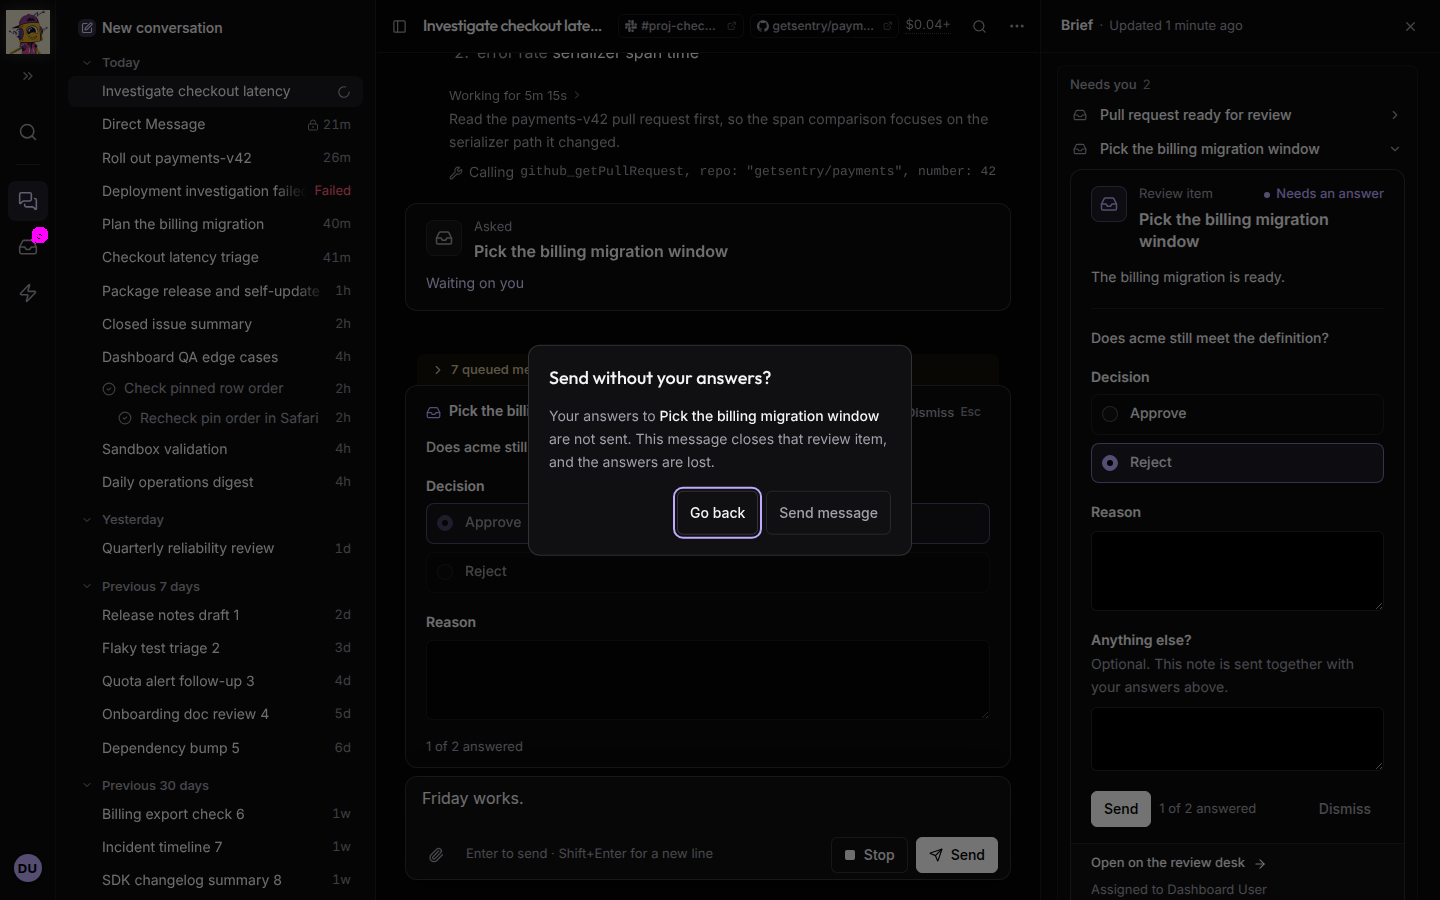 New conversation
Today
Investigate checkout latency
Direct Message 21m
Roll out payments-v42 26m
Deployment investigation failed Failed
Plan the billing migration 40m
Checkout latency triage 41m
Package release and self-update 1h
Closed issue summary 2h
Dashboard QA edge cases 4h
Check pinned row order 2h
Recheck pin order in Safari 2h
Sandbox validation 4h
Daily operations digest 4h
Yesterday
Quarterly reliability review 1d
Previous 7 days
Release notes draft 1 2d
Flaky test triage 2 3d
Quota alert follow-up 3 4d
Onboarding doc review 4 5d
Dependency bump 5 6d
Previous 30 days
Billing export check 6 1w
Incident timeline 7 1w
SDK changelog summary 8 1w
DU
Investigate checkout late... #proj-chec... getsentry/paym... $0.04+
2. error rate serializer span time
Working for 5m 15s
Read the payments-v42 pull request first, so the span comparison focuses on the
serializer path it changed.
Calling github_getPullRequest, repo: "getsentry/payments", number: 42
Asked
Pick the billing migration window
Waiting on you
7 queued me
Pick the billi
Dismiss Esc
Does acme still
Decision
Approve
Reject
Reason
1 of 2 answered
Friday works.
Enter to send · Shift+Enter for a new line
Stop
Send
Send without your answers?
Your answers to Pick the billing migration window
are not sent. This message closes that review item,
and the answers are lost.
Go back
Send message
Brief · Updated 1 minute ago
Needs you 2
Pull request ready for review
Pick the billing migration window
Review item
Needs an answer
Pick the billing migration
window
The billing migration is ready.
Does acme still meet the definition?
Decision
Approve
Reject
Reason
Anything else?
Optional. This note is sent together with
your answers above.
Send
1 of 2 answered
Dismiss
Open on the review desk →
Assigned to Dashboard User